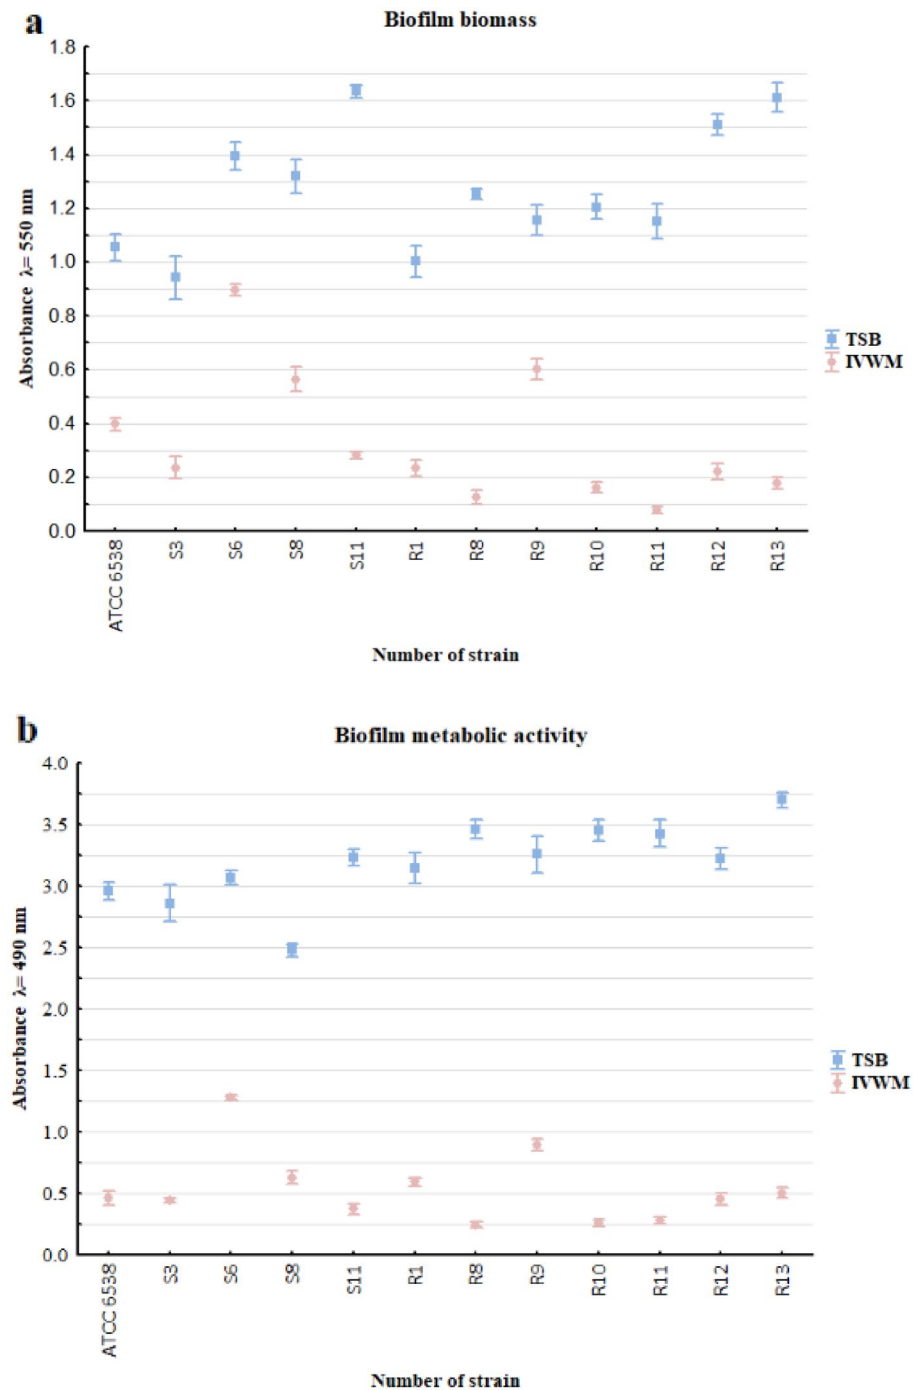 a
Biofilm biomass
1.8
1.6
1.4
1.2
1.0
0.8
0.6
0.4
0.2
0.0
Absorbance λ= 550 nm
ATCC 6538 S3 S6 S8 S11 R1 R8 R9 R10 R11 R12 R13
Number of strain
TSB
IVWM
b
Biofilm metabolic activity
4.0
3.5
3.0
2.5
2.0
1.5
1.0
0.5
0.0
Absorbance λ= 490 nm
ATCC 6538 S3 S6 S8 S11 R1 R8 R9 R10 R11 R12 R13
Number of strain
TSB
IVWM